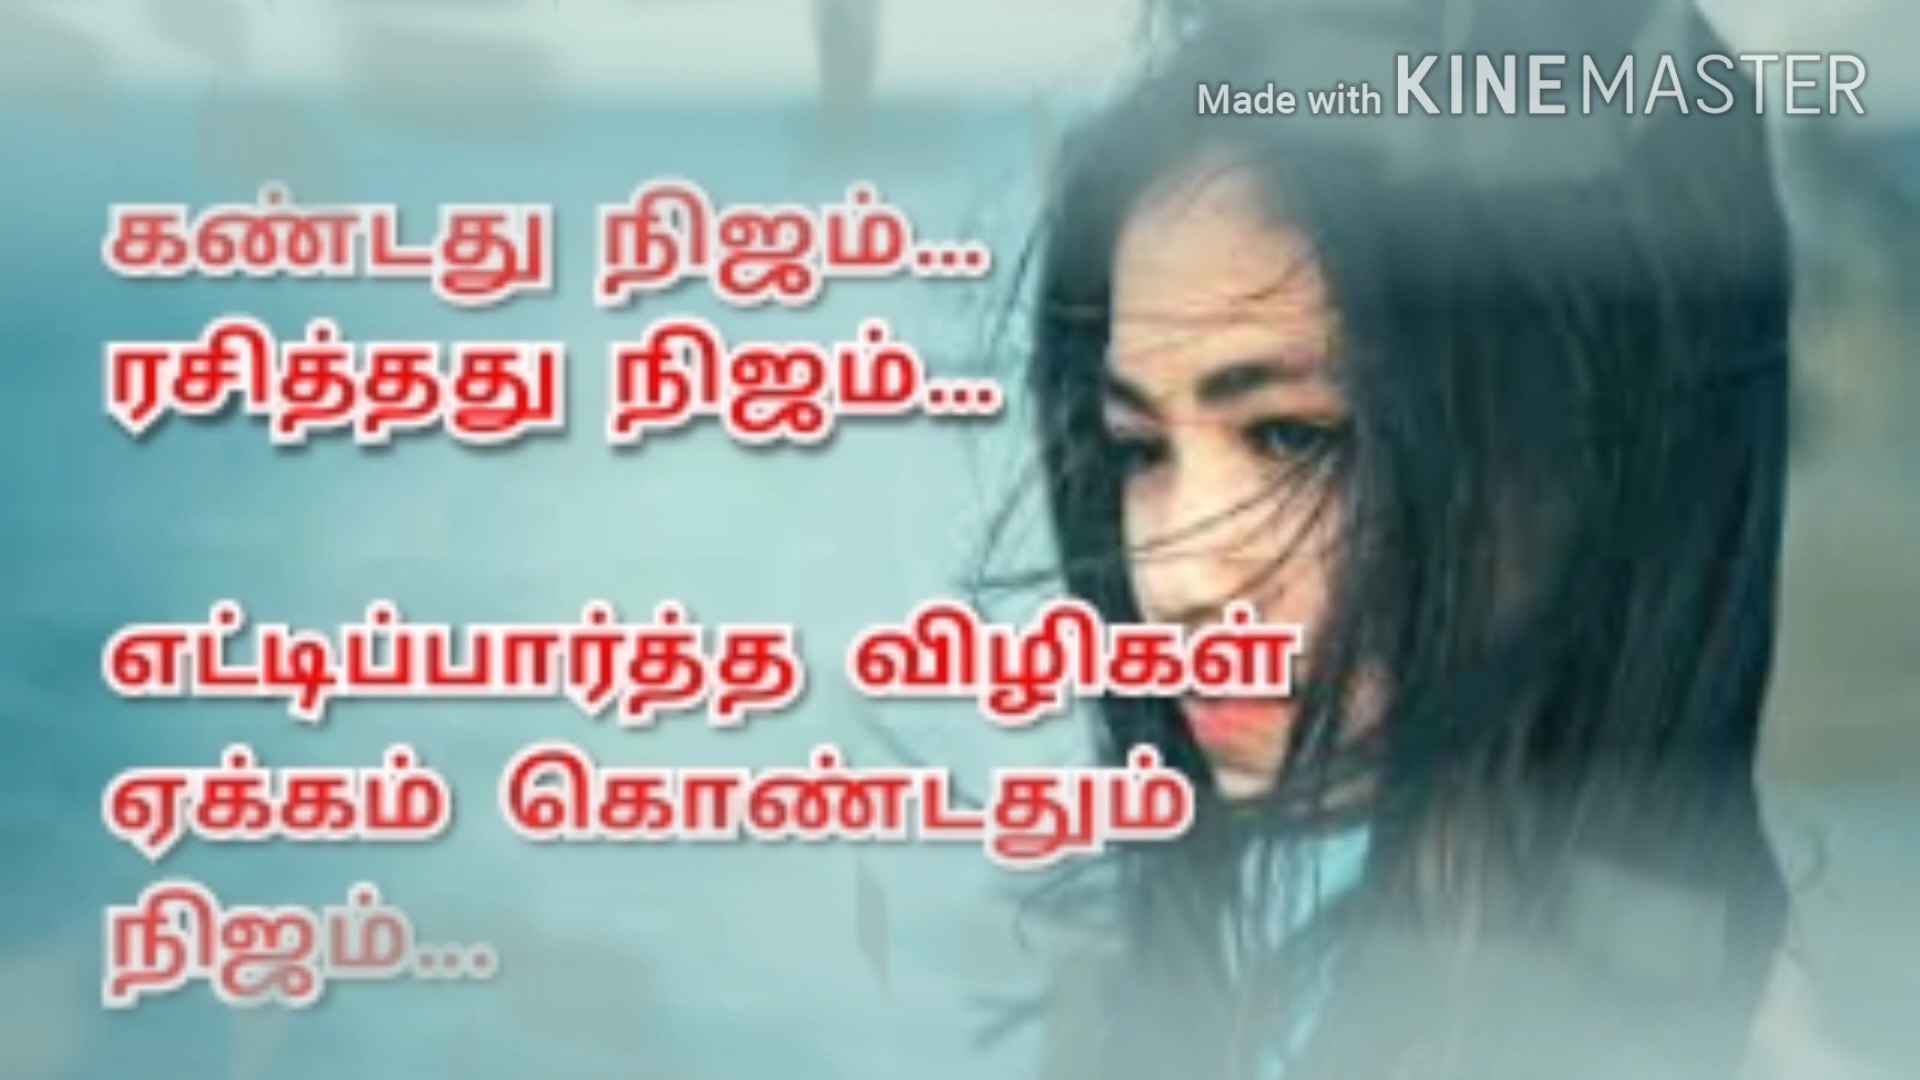 Made with KINEMASTER
கண்டது நிஜம்...
ரசித்தது நிஜம்...
எட்டிப்பார்த்த விழிகள்
ஏக்கம் கொண்டதும்
நிஜம்...